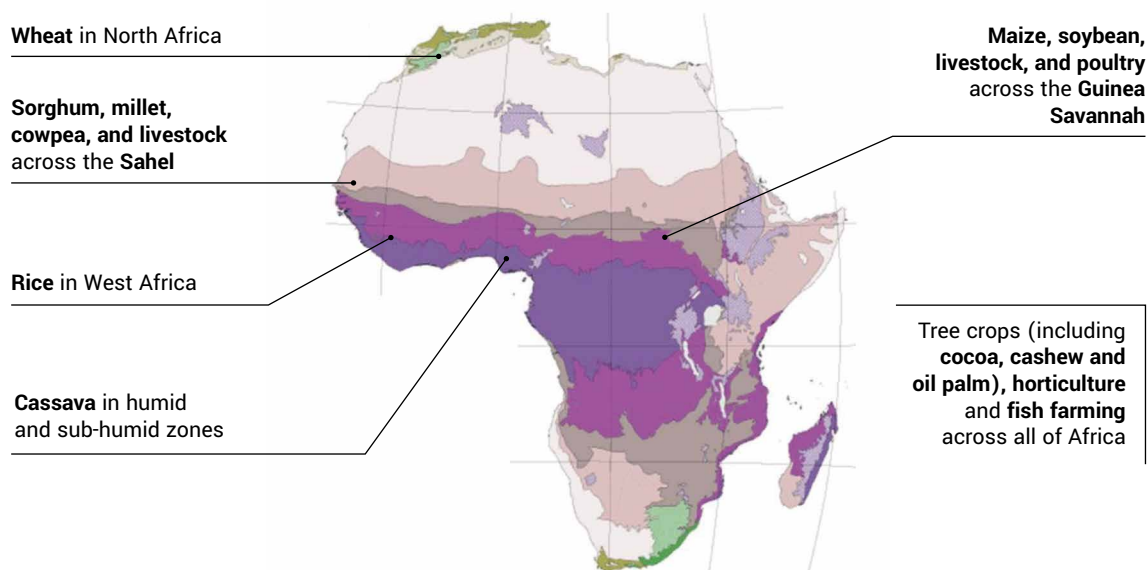 Wheat in North Africa
Sorghum, millet,
cowpea, and livestock
across the Sahel
Rice in West Africa
Cassava in humid
and sub-humid zones
Maize, soybean,
livestock, and poultry
across the Guinea
Savannah
Tree crops (including
cocoa, cashew and
oil palm), horticulture
and fish farming
across all of Africa